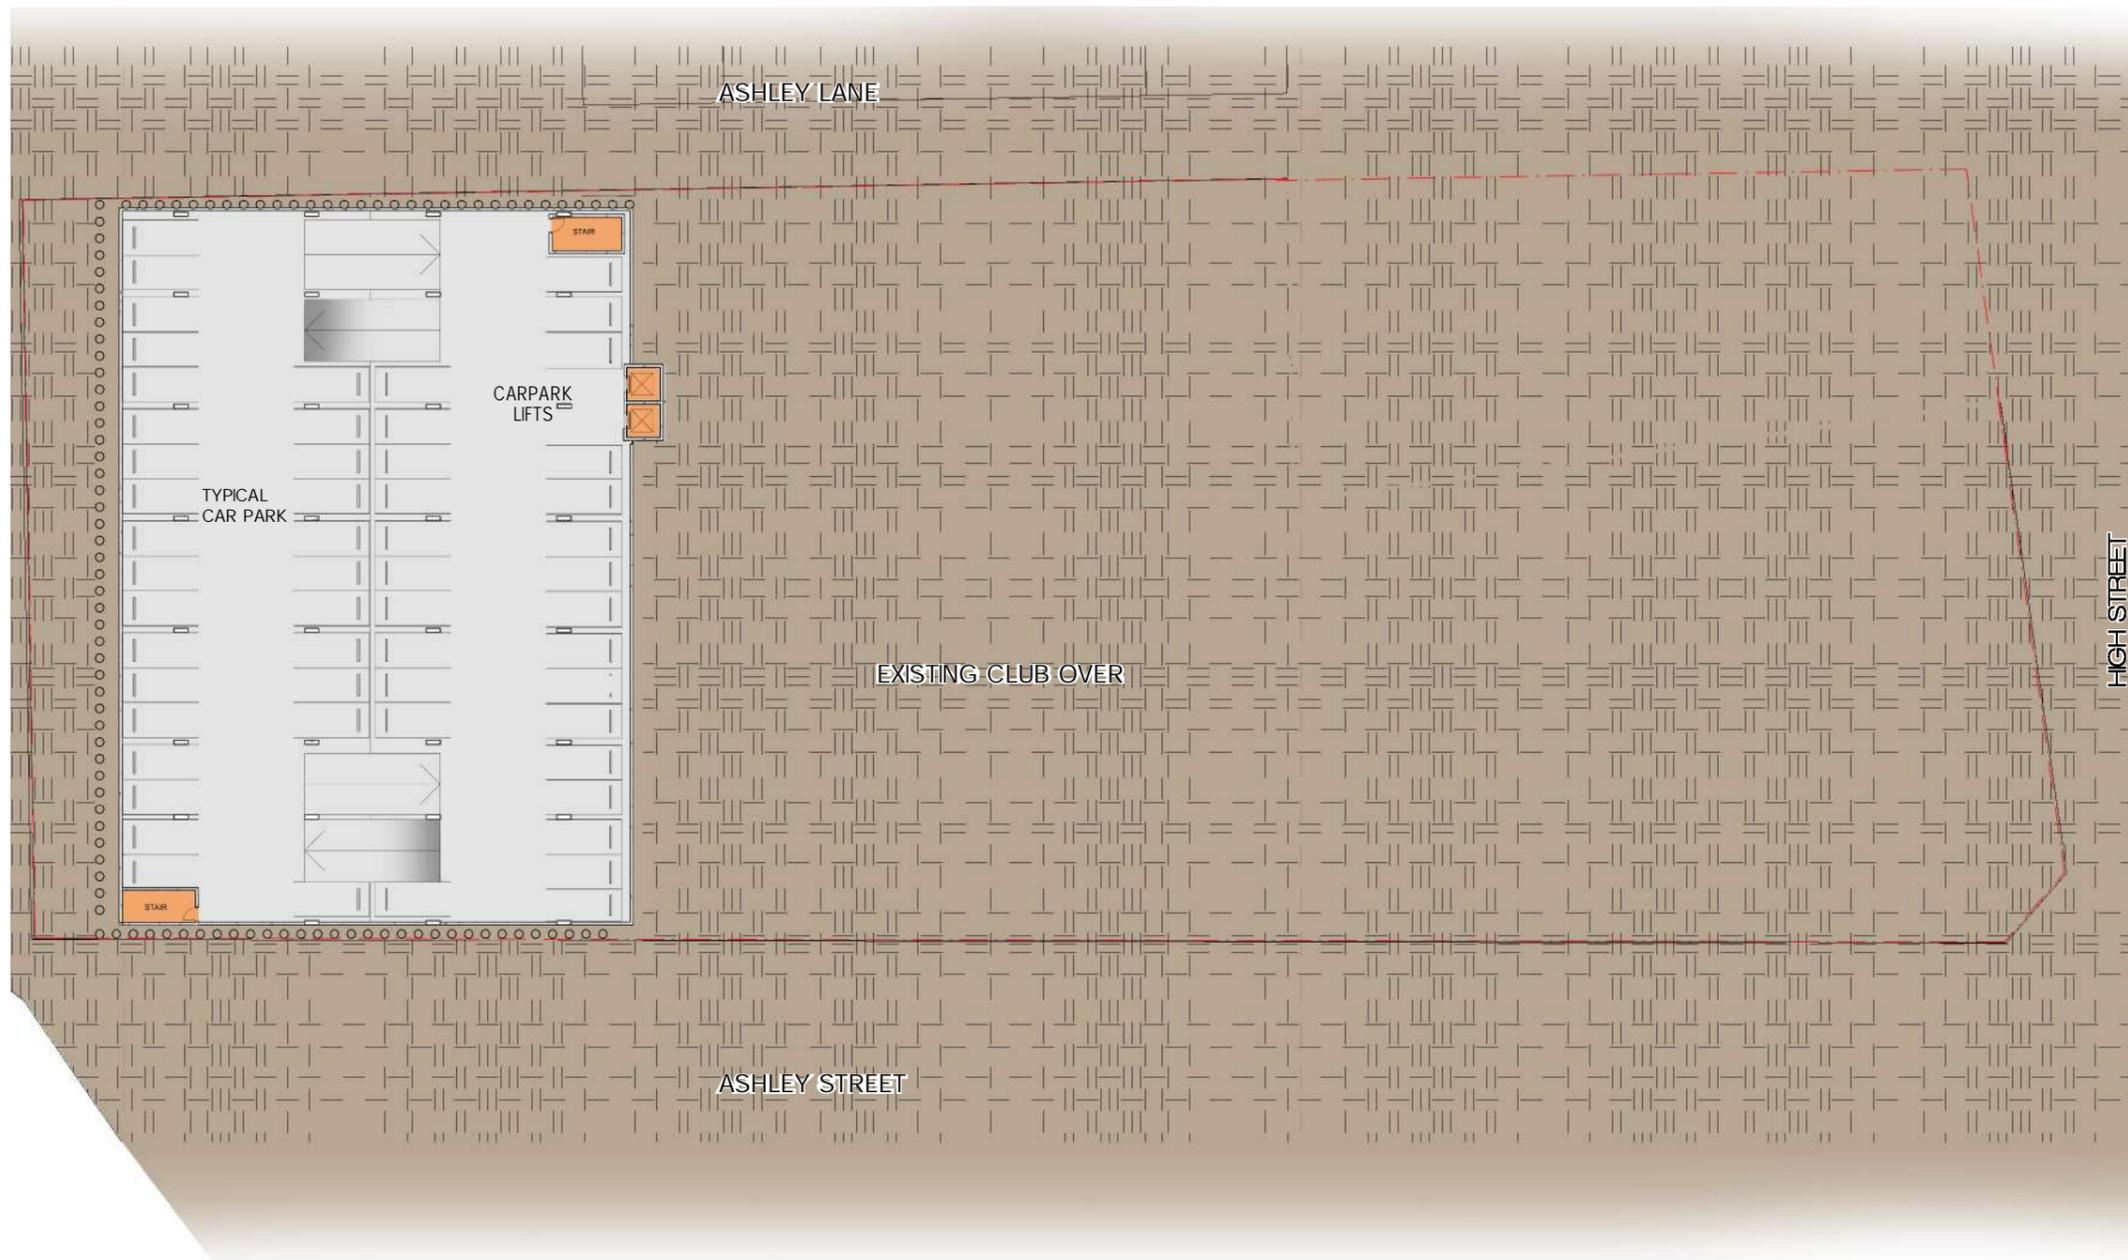 ASHLEY LANE
STAIR
CARPARK
LIFTS
TYPICAL
CAR PARK
HIGH STREET
EXISTING CLUB OVER
STAIR
ASHLEY STREET